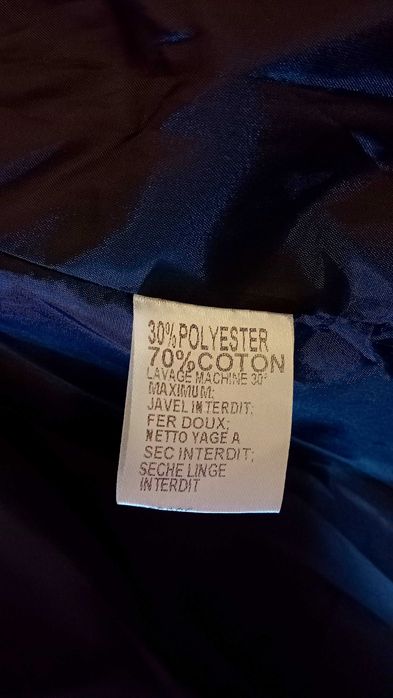 30% POLYESTER
70% COTON
LAVAGE MACHINE 30°
MAXIMUM;
JAVEL INTERDIT;
FER DOUX;
NETTO YAGE A
SEC INTERDIT;
SECHE LINGE
INTERDIT